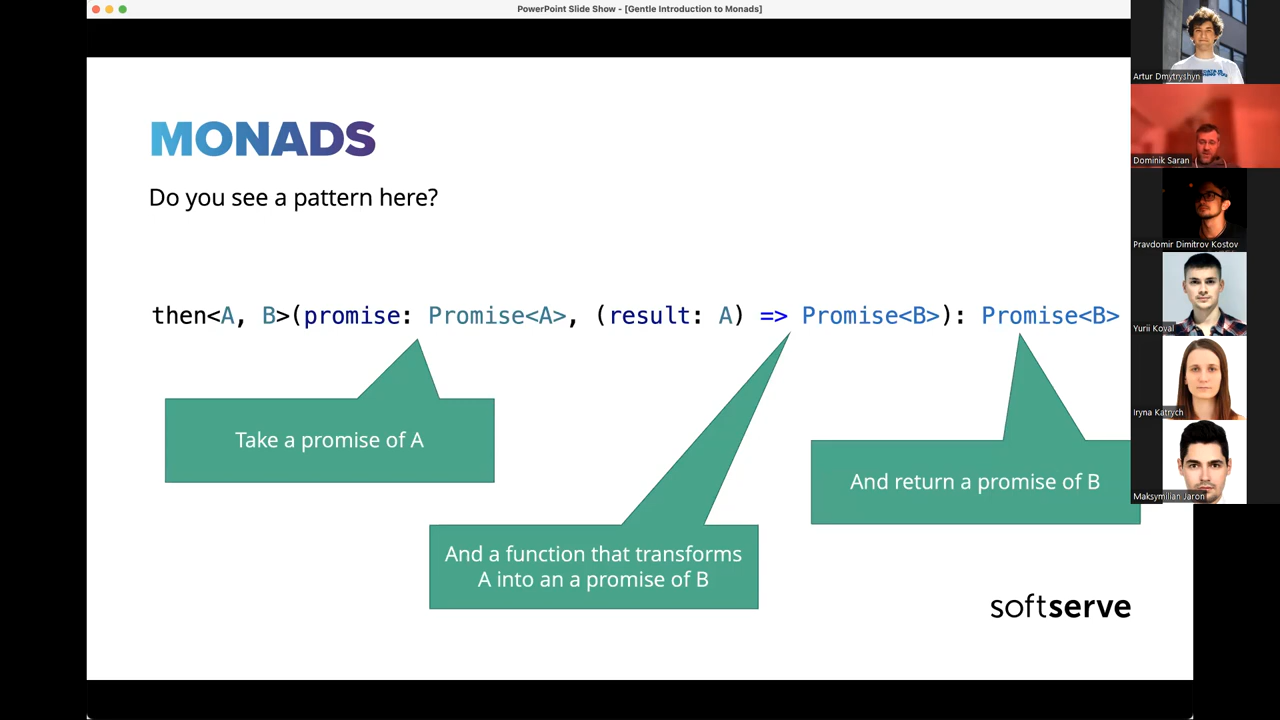 PowerPoint Slide Show - [Gentle Introduction to Monads]
MONADS
Do you see a pattern here?
then<A, B>(promise: Promise<A>, (result: A) => Promise<B>): Promise<B>
Take a promise of A
And a function that transforms
A into an a promise of B
And return a promise of B
softserve
Artur Dmytryshyn
Dominik Saran
Pravdomir Dimitrov Kostov
Yurii Koval
Iryna Katrych
Maksymilian Jaron